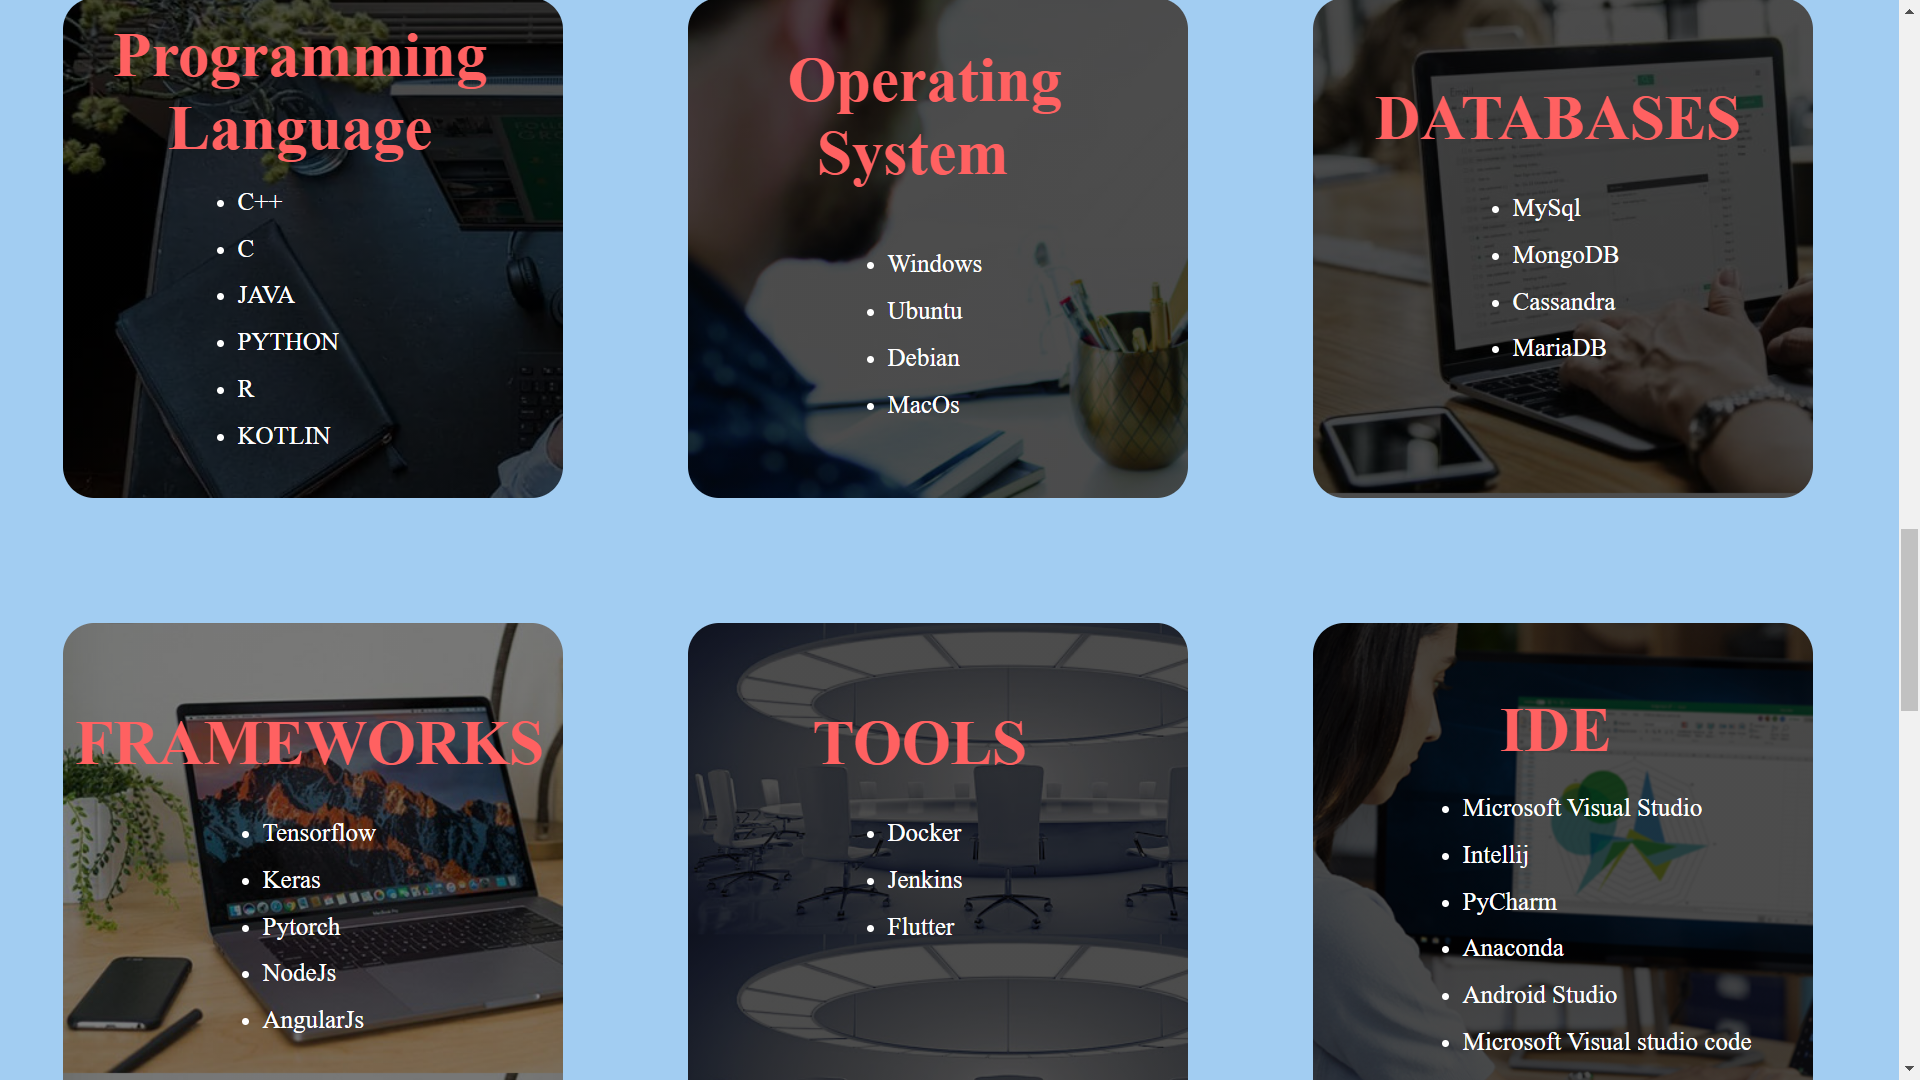 Programming
Language
C++
C
JAVA
PYTHON
R
KOTLIN
Operating
System
Windows
Ubuntu
Debian
MacOs
DATABASES
MySql
MongoDB
Cassandra
MariaDB
FRAMEWORKS
Tensorflow
Keras
Pytorch
NodeJs
AngularJs
TOOLS
Docker
Jenkins
Flutter
IDE
Microsoft Visual Studio
Intellij
PyCharm
Anaconda
Android Studio
Microsoft Visual studio code